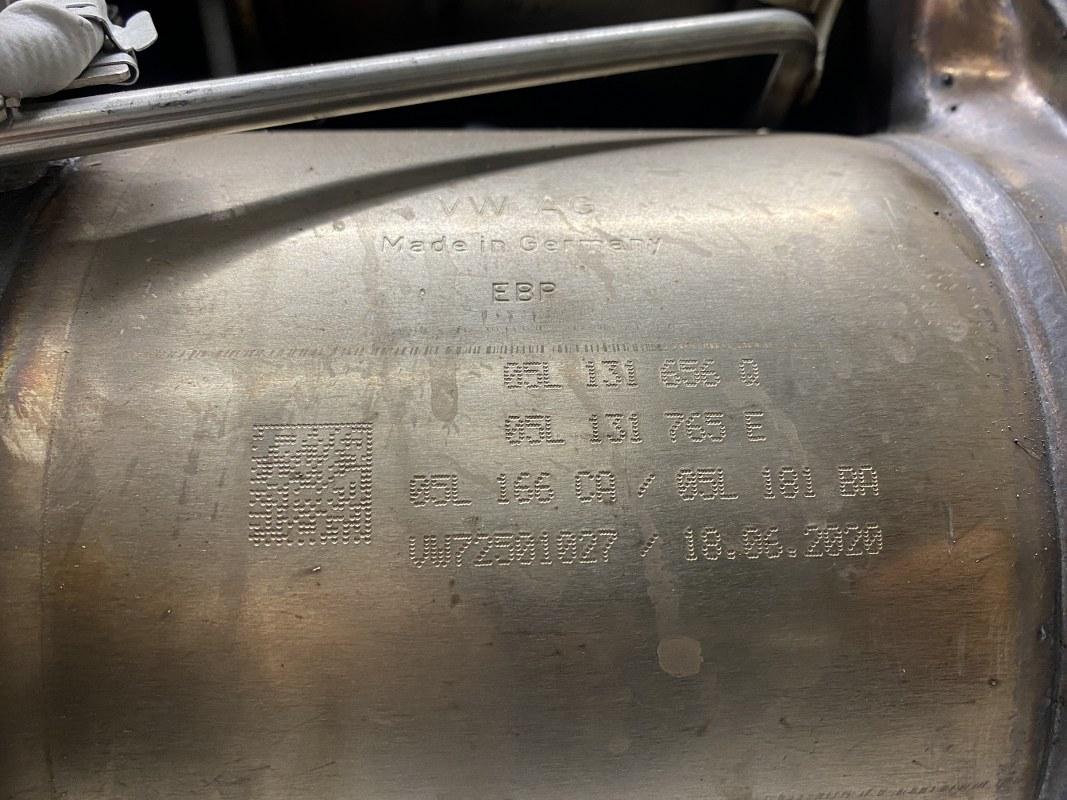 VW AG
Made in Germany
EBP
05L 131 656 Q
05L 131 765 E
05L 166 CA / 05L 181 BA
VW72501027 / 18.06.2020